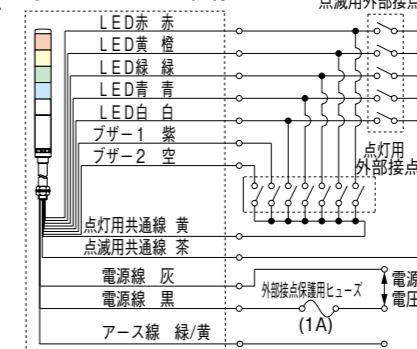 点滅用外部接点
LED赤 赤
LED黄 橙
LED緑 緑
LED青 青
LED白 白
ブザー1 紫
ブザー2 空
点灯用
外部接点
点灯用共通線 黄
点滅用共通線 茶
電源線 灰
電源線 黒
外部接点保護用ヒューズ
(1A)
電源
電圧
アース線 緑/黄